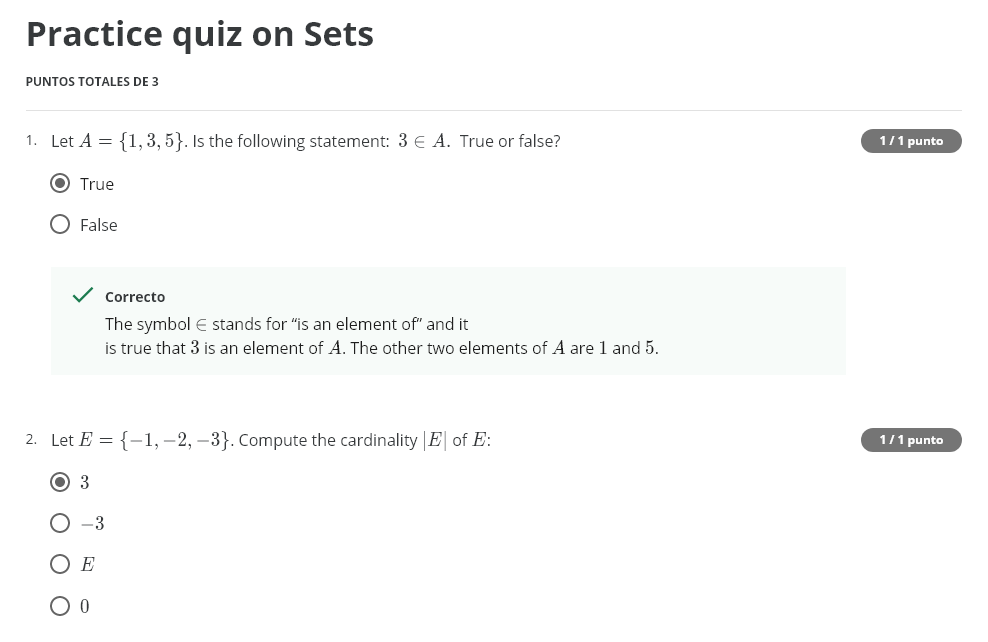 Practice quiz on Sets
PUNTOS TOTALES DE 3
1. Let A = {1, 3, 5}. Is the following statement: 3 ∈ A. True or false?
1 / 1 punto
True
False
Correcto
The symbol ∈ stands for “is an element of” and it
is true that 3 is an element of A. The other two elements of A are 1 and 5.
2. Let E = {−1, −2, −3}. Compute the cardinality |E| of E:
1 / 1 punto
3
−3
E
0